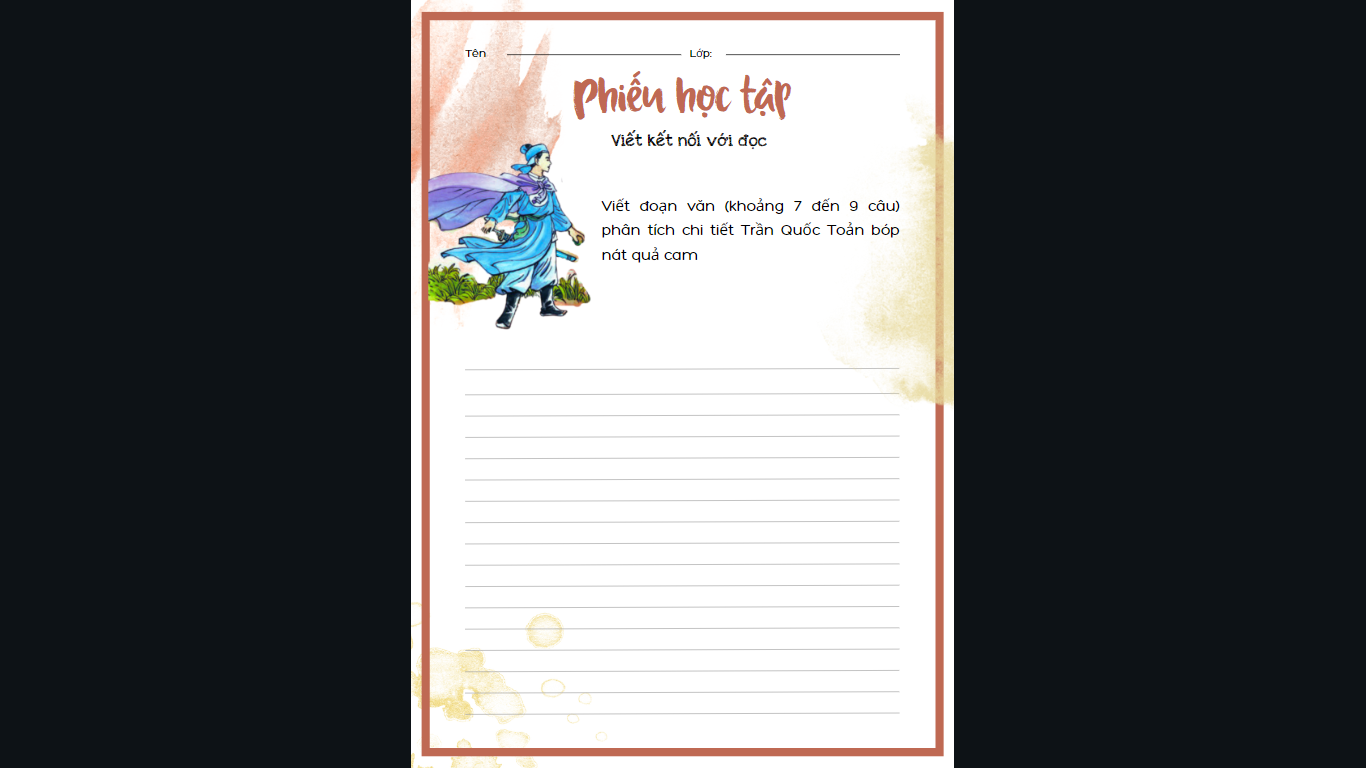 Tên Lớp:
Phiếu học tập
Viết kết nối với đọc
Viết đoạn văn (khoảng 7 đến 9 câu)
phân tích chi tiết Trần Quốc Toản bóp
nát quả cam